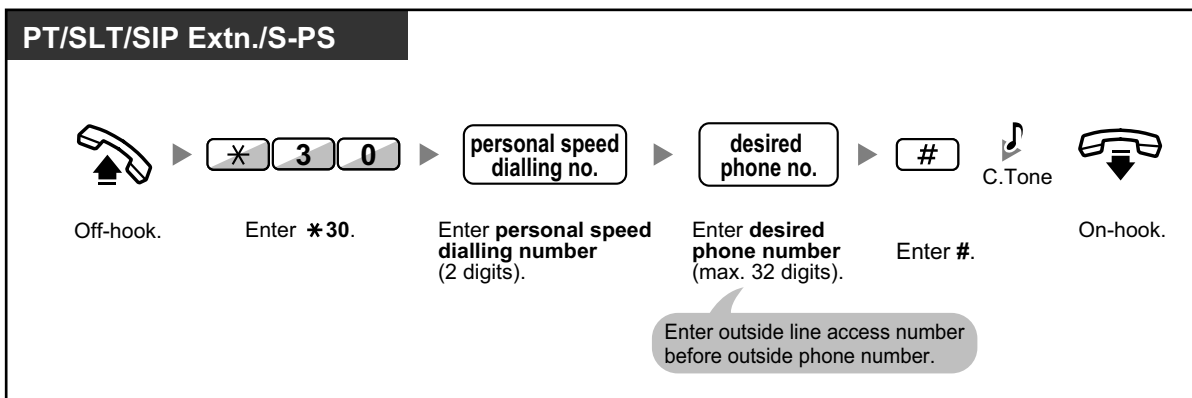 PT/SLT/SIP Extn./S-PS
* 3 0
personal speed
dialling no.
desired
phone no.
#
C.Tone
Off-hook.
Enter *30.
Enter personal speed
dialling number
(2 digits).
Enter desired
phone number
(max. 32 digits).
Enter #.
On-hook.
Enter outside line access number
before outside phone number.